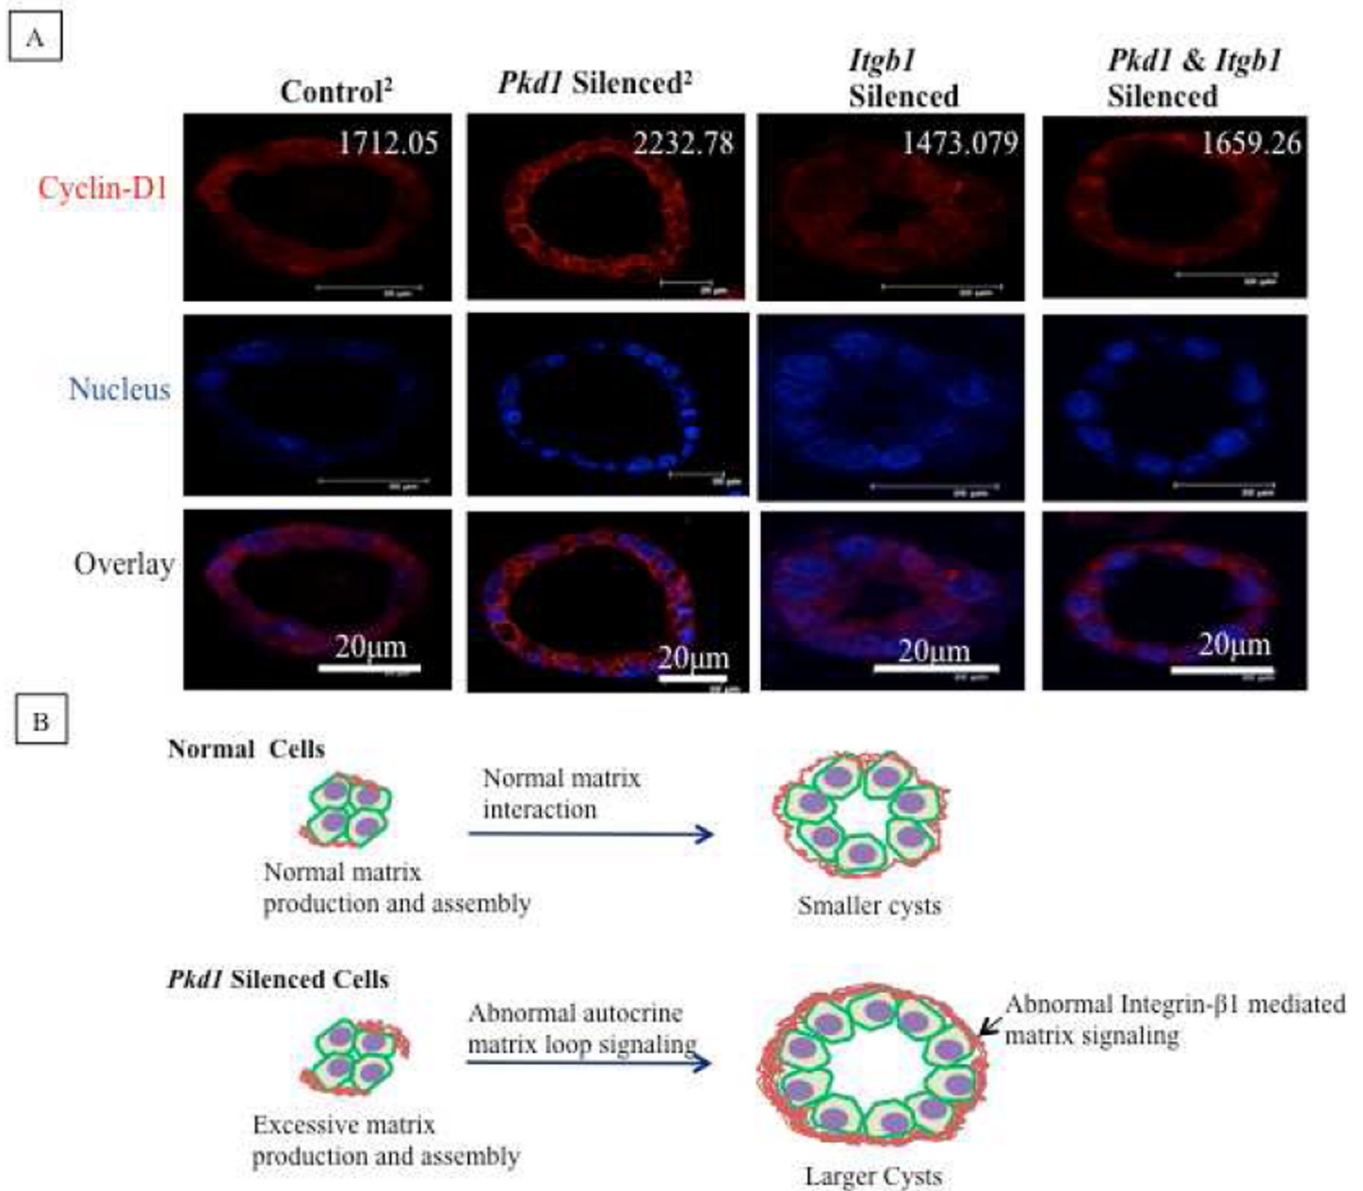 A
Control²
Pkd1 Silenced²
Itgb1
Silenced
Pkd1 & Itgb1
Silenced
Cyclin-D1
1712.05
2232.78
1473.079
1659.26
Nucleus
Overlay
20μm
20μm
20μm
20μm
B
Normal Cells
Normal matrix
interaction
Normal matrix
production and assembly
Smaller cysts
Pkd1 Silenced Cells
Abnormal autocrine
matrix loop signaling
Abnormal Integrin-β1 mediated
matrix signaling
Excessive matrix
production and assembly
Larger Cysts